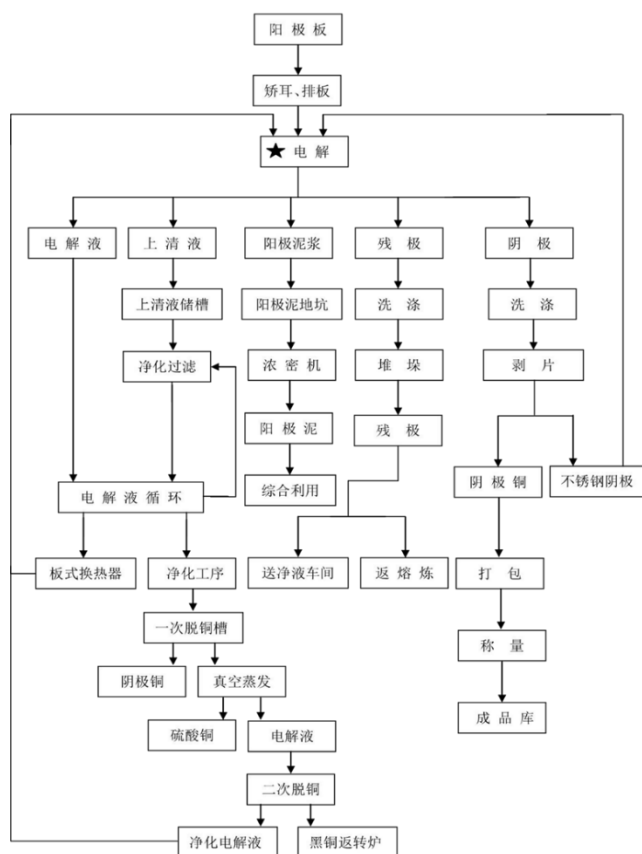 阳极板
矫耳、排板
★电解
电解液
上清液
阳极泥浆
残极
阴极
上清液储槽
阳极泥地坑
洗涤
洗涤
净化过滤
浓密机
堆垛
剥片
阳极泥
残极
电解液循环
综合利用
阴极铜
不锈钢阴极
板式换热器
净化工序
送净液车间
返熔炼
打包
一次脱铜槽
称量
阴极铜
真空蒸发
成品库
硫酸铜
电解液
二次脱铜
净化电解液
黑铜返转炉